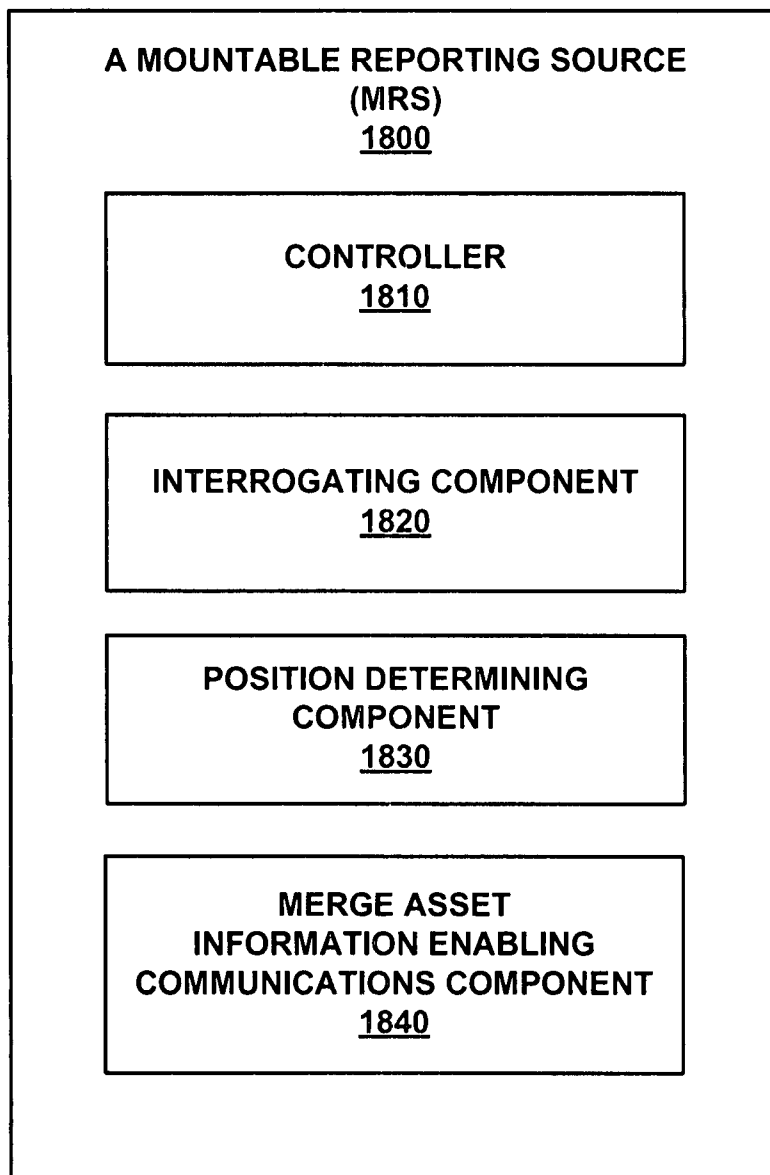 A MOUNTABLE REPORTING SOURCE
(MRS)
1800
CONTROLLER
1810
INTERROGATING COMPONENT
1820
POSITION DETERMINING
COMPONENT
1830
MERGE ASSET
INFORMATION ENABLING
COMMUNICATIONS COMPONENT
1840